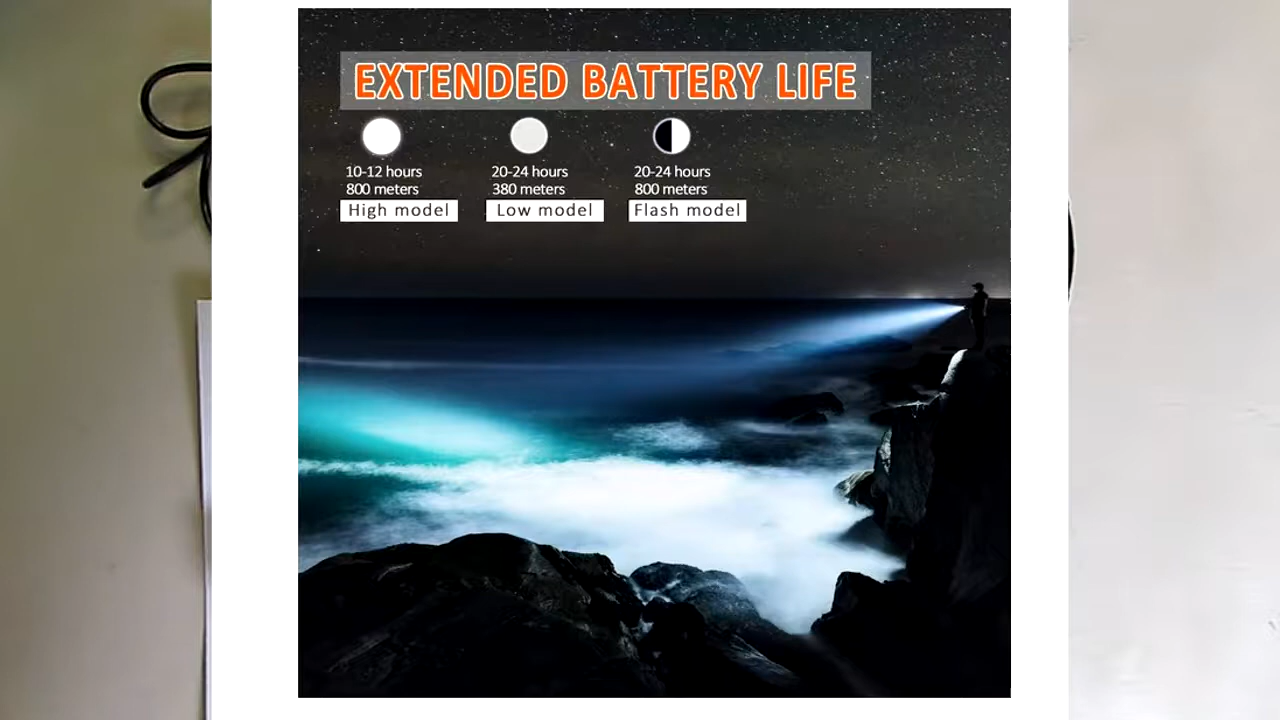 EXTENDED BATTERY LIFE
10-12 hours
800 meters
High model
20-24 hours
380 meters
Low model
20-24 hours
800 meters
Flash model